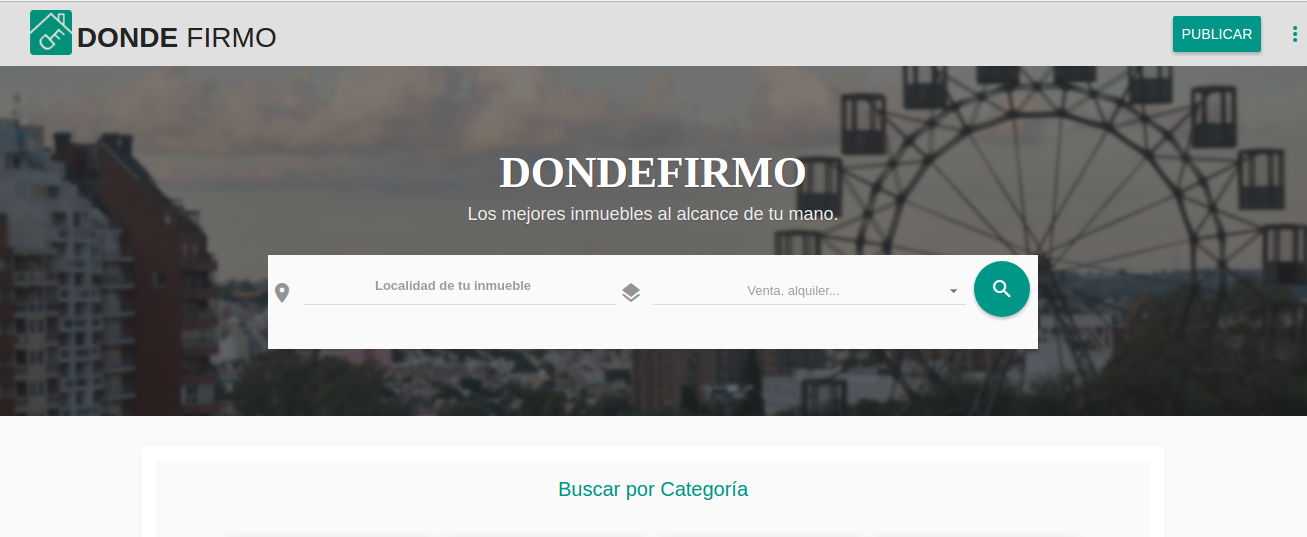 DONDE FIRMO
PUBLICAR
DONDEFIRMO
Los mejores inmuebles al alcance de tu mano.
Localidad de tu inmueble
Venta, alquiler...
Buscar por Categoría